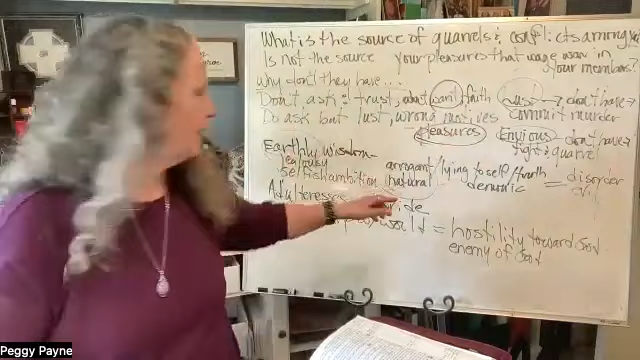 What is the source of quarrels & conflicts among you
Is not the source your pleasures that wage war in your members?
Why don't they have...
Don't ask = trust, want faith Lust → don't have →
Do ask but lust, wrong motives commit murder
Pleasures Envious don't have →
fight & quarrel
Earthly wisdom -
jealousy arrogant/lying to self/truth = disorder
selfish ambition natural demonic evil
Adulteresses pride
world = hostility toward God
enemy of God
Peggy Payne